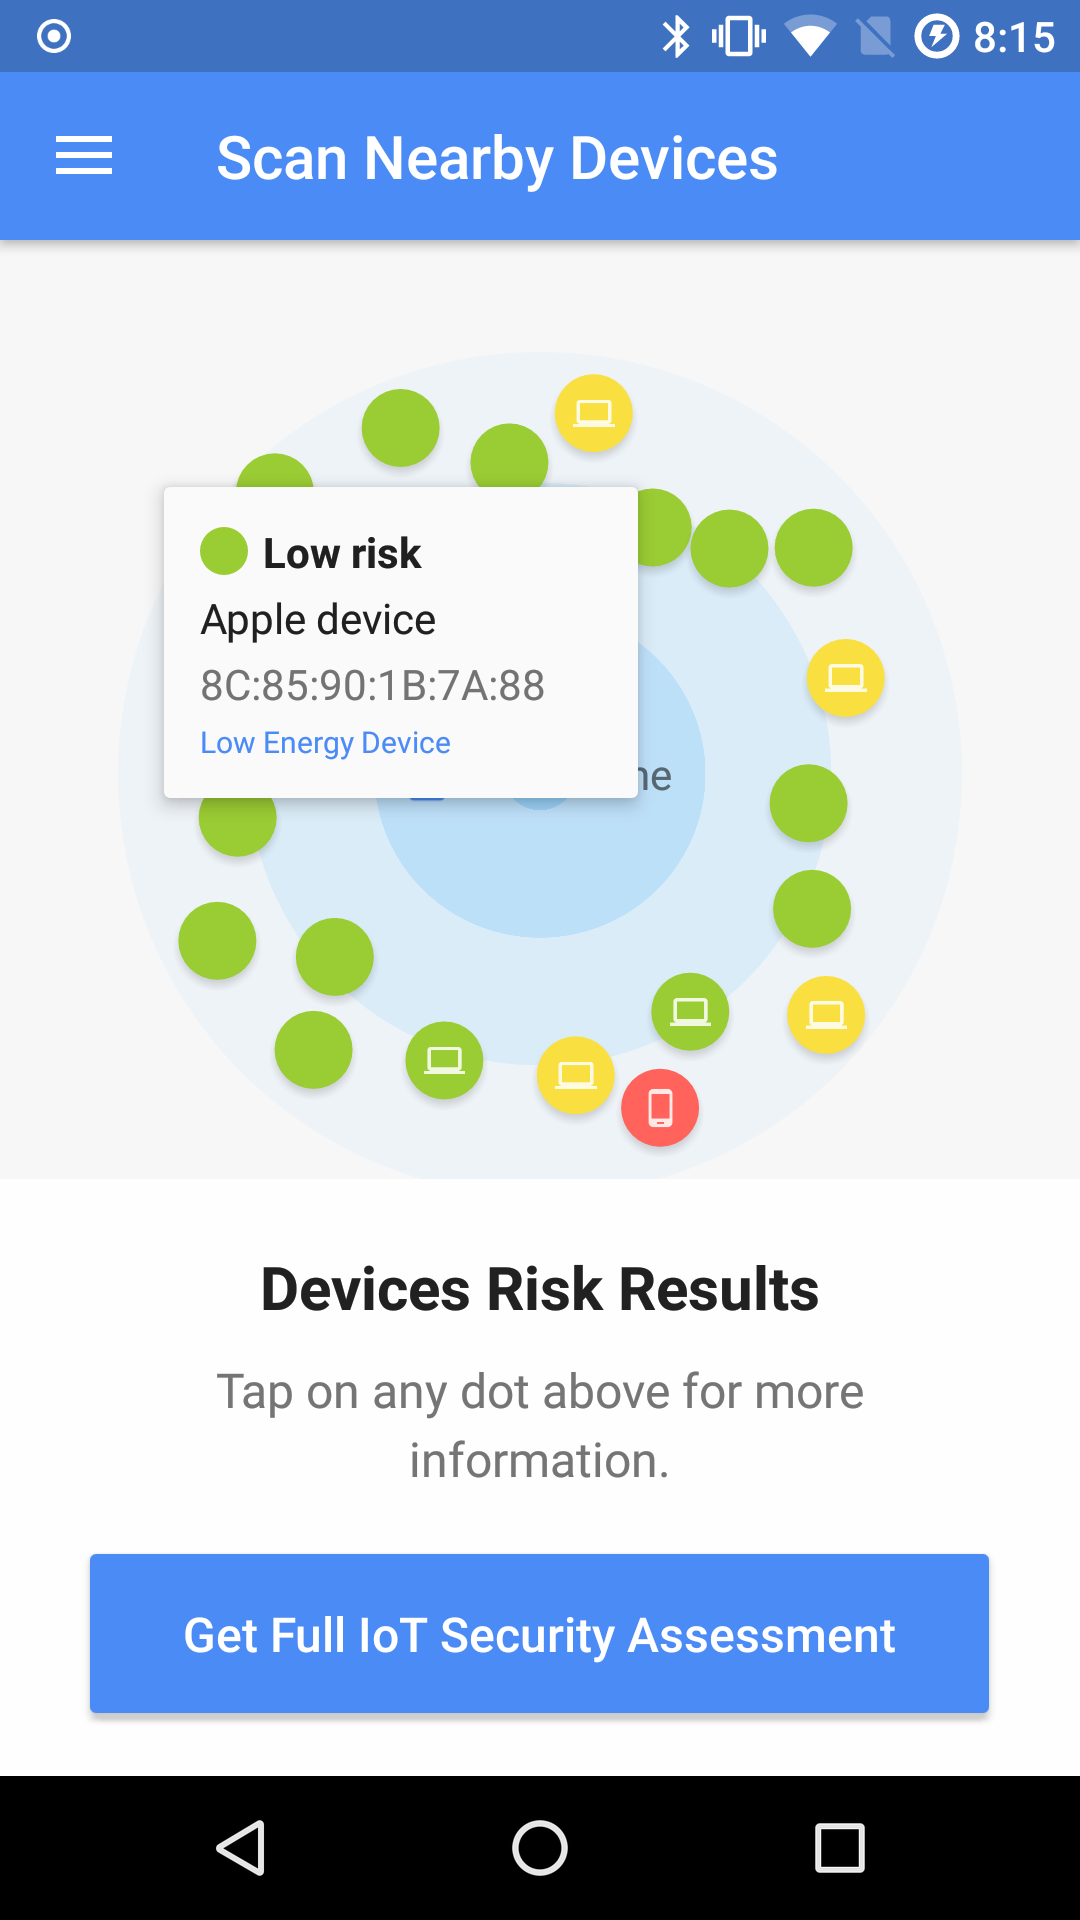 8:15
Scan Nearby Devices
Low risk
Apple device
8C:85:90:1B:7A:88
Low Energy Device
Devices Risk Results
Tap on any dot above for more
information.
Get Full IoT Security Assessment